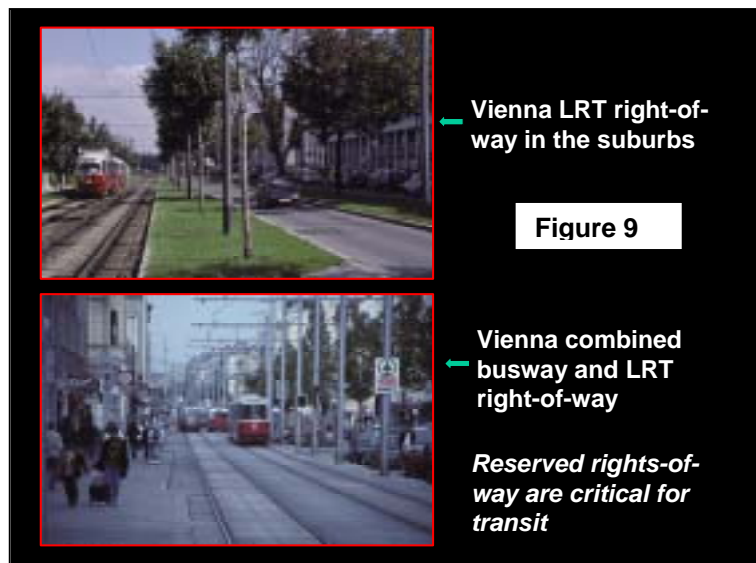 Vienna LRT right-of-
way in the suburbs
Figure 9
Vienna combined
busway and LRT
right-of-way
Reserved rights-of-
way are critical for
transit